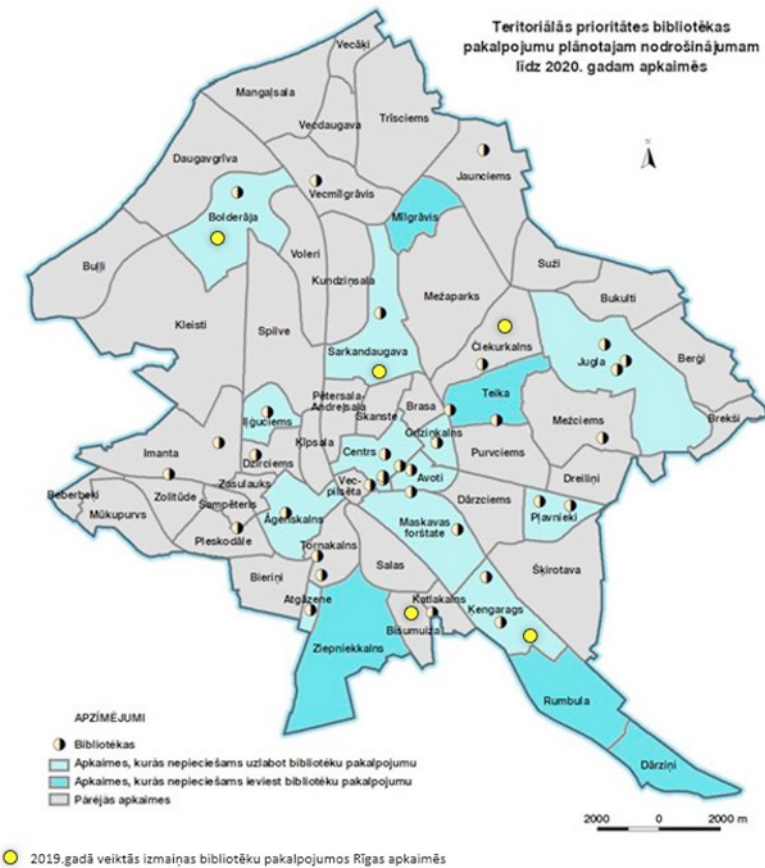 Teritoriālās prioritātes bibliotēkas
pakalpojumu plānotajam nodrošinājumam
līdz 2020. gadam apkaimēs
Vecāķi
Mangaļsala
Vecdaugava
Trīsciems
Daugavgrīva
Jaunciems
Vecmīlgrāvis
Bolderāja
Mīlgrāvis
Voleri
Buļļi
Kundziņsala
Suži
Mežaparks
Bukulti
Kleisti
Spilve
Čiekurkalns
Sarkandaugava
Jugla
Berģi
Pētersala-
Andrejsala
Teika
Brasa
Skanste
Brekši
Iļģuciems
Grīziņkalns
Mežciems
Ķīpsala
Centrs
Purvciems
Imanta
Dzirciems
Avoti
Dreiliņi
Zasulauks
Vec-
pilsēta
Beberbeķi
Zolitūde
Dārzciems
Šampēteris
Pļavnieki
Mūkupurvs
Āgenskalns
Maskavas
forštate
Pleskodāle
Torņakalns
Salas
Šķirotava
Bieriņi
Atgāzene
Katlakalns
Ķengarags
Bišumuiža
Ziepniekkalns
Rumbula
Dārziņi
APZĪMĒJUMI
Bibliotēkas
Apkaimes, kurās nepieciešams uzlabot bibliotēku pakalpojumu
Apkaimes, kurās nepieciešams ieviest bibliotēku pakalpojumu
Pārējās apkaimes
2000 0 2000 m
2019.gadā veiktās izmaiņas bibliotēku pakalpojumos Rīgas apkaimēs